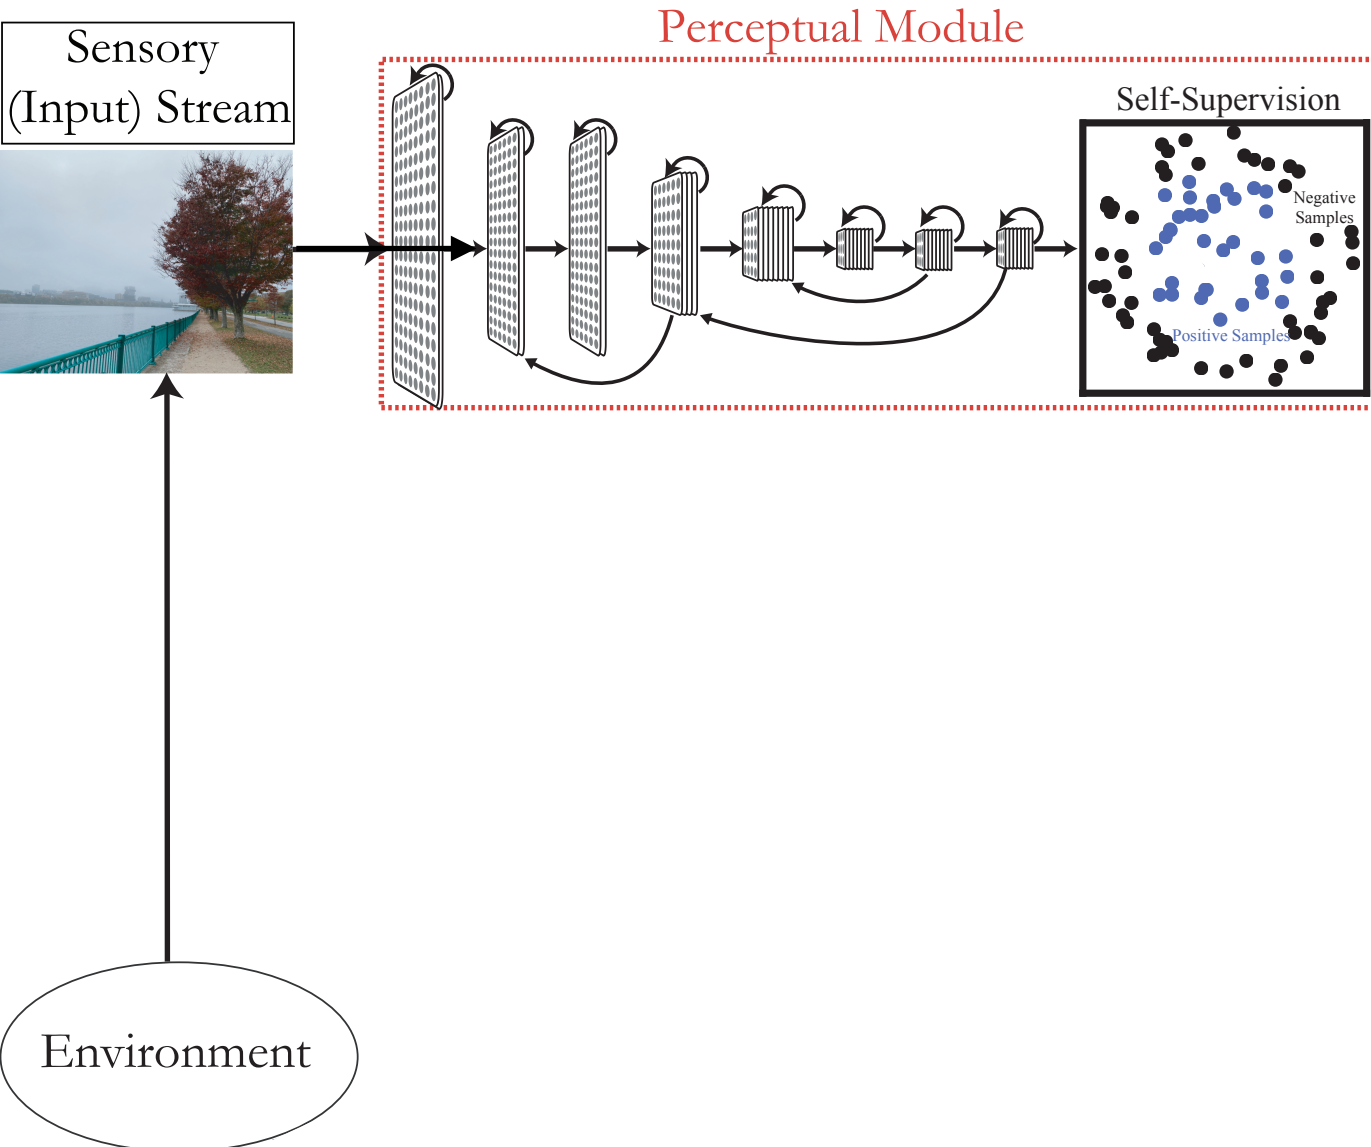 Perceptual Module
Sensory
(Input) Stream
Self-Supervision
Negative
Samples
Positive Samples
Environment